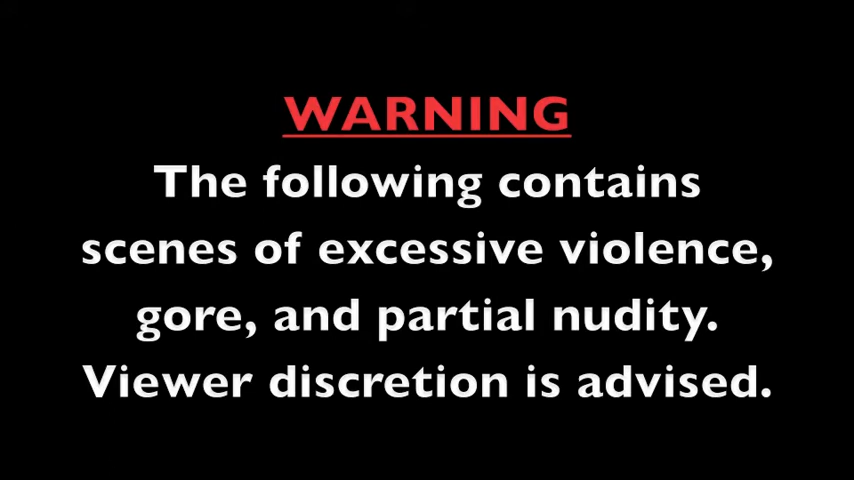 WARNING
The following contains
scenes of excessive violence,
gore, and partial nudity.
Viewer discretion is advised.